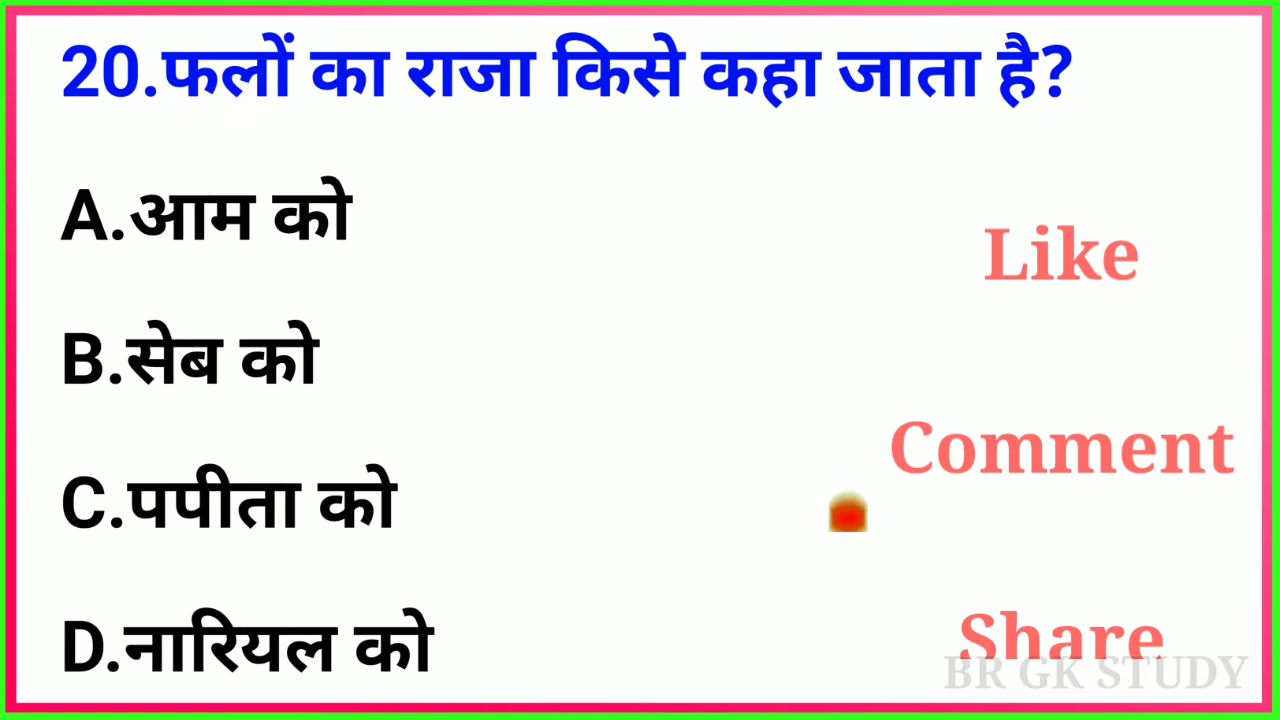 20.फलों का राजा किसे कहा जाता है?
A.आम को
Like
B.सेब को
Comment
C.पपीता को
D.नारियल को
Share
BR GK STUDY